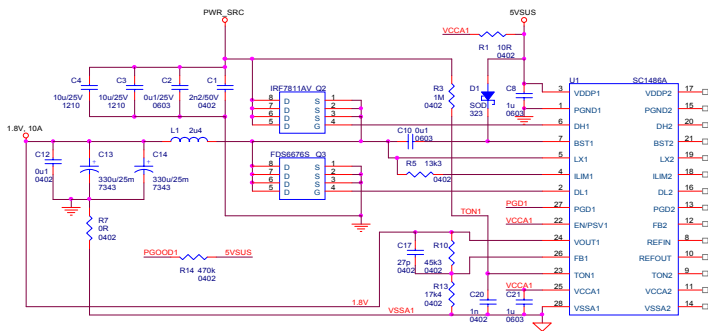 PWR_SRC
5VSUS
VCCA1
R1 10R
0402
C4
10u/25V
1210
C3
10u/25V
1210
C2
0u1/25V
0603
C1
2n2/50V
0402
IRF7811AV Q2
8 D S 1
7 D S 2
6 D S 3
5 D G 4
R3
1M
0402
D1
SOD
323
C8
1u
0603
U1 SC1486A
3 VDDP1 VDDP2 17
1 PGND1 PGND2 15
6 DH1 DH2 20
7 BST1 BST2 21
5 LX1 LX2 19
4 ILIM1 ILIM2 18
2 DL1 DL2 16
27 PGD1 PGD2 13
22 EN/PSV1 FB2 12
24 VOUT1 REFIN 8
26 FB1 REFOUT 10
23 TON1 TON2 9
25 VCCA1 VCCA2 11
28 VSSA1 VSSA2 14
1.8V, 10A
L1 2u4
C10 0u1
0603
C12
0u1
0402
C13
330u/25m
7343
C14
330u/25m
7343
FDS6676S Q3
8 D S 1
7 D S 2
6 D S 3
5 D G 4
R5 13k3
0402
R7
0R
0402
PGOOD1
5VSUS
R14 470k
0402
TON1
PGD1
VCCA1
C17
27p
0402
R10
45k3
0402
R13
17k4
0402
C20
1n
0402
VCCA1
C21
1u
0603
1.8V
VSSA1